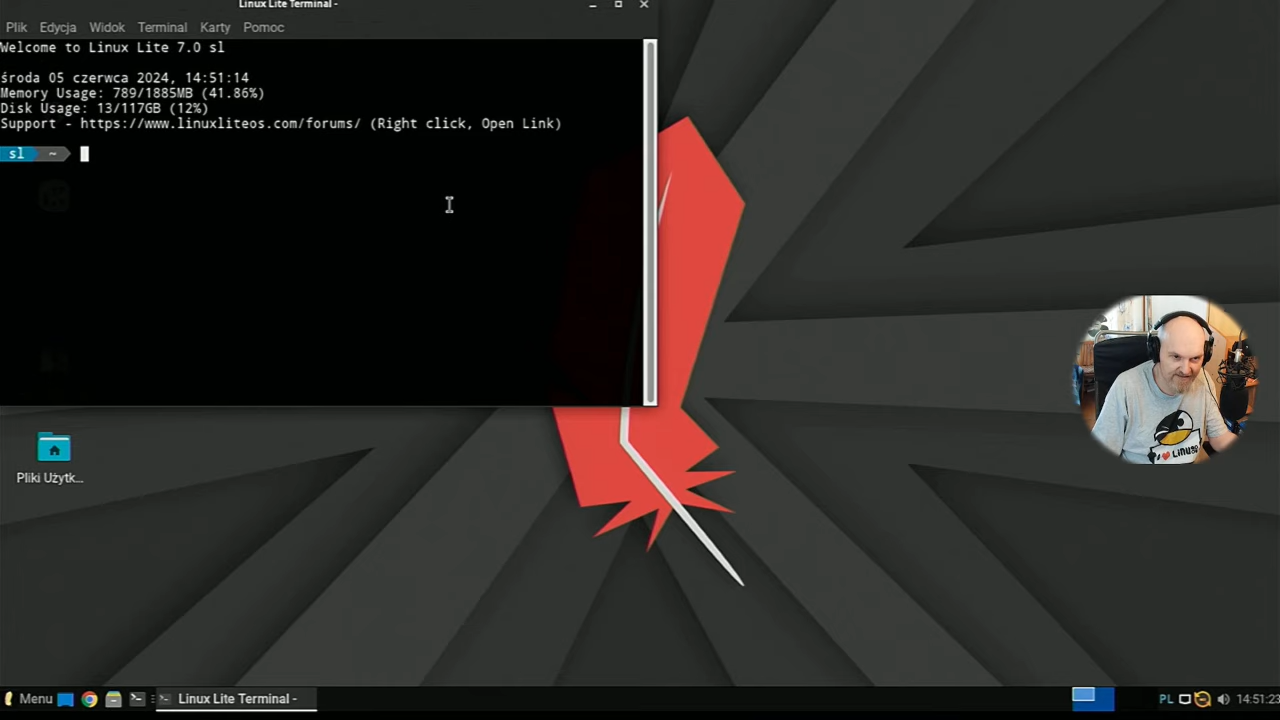 Linux Lite Terminal -
Plik Edycja Widok Terminal Karty Pomoc
Welcome to Linux Lite 7.0 sl
środa 05 czerwca 2024, 14:51:14
Memory Usage: 789/1885MB (41.86%)
Disk Usage: 13/117GB (12%)
Support - https://www.linuxliteos.com/forums/ (Right click, Open Link)
sl ~
I ❤ Linux
Pliki Użytk...
Menu Linux Lite Terminal - PL 14:51:23